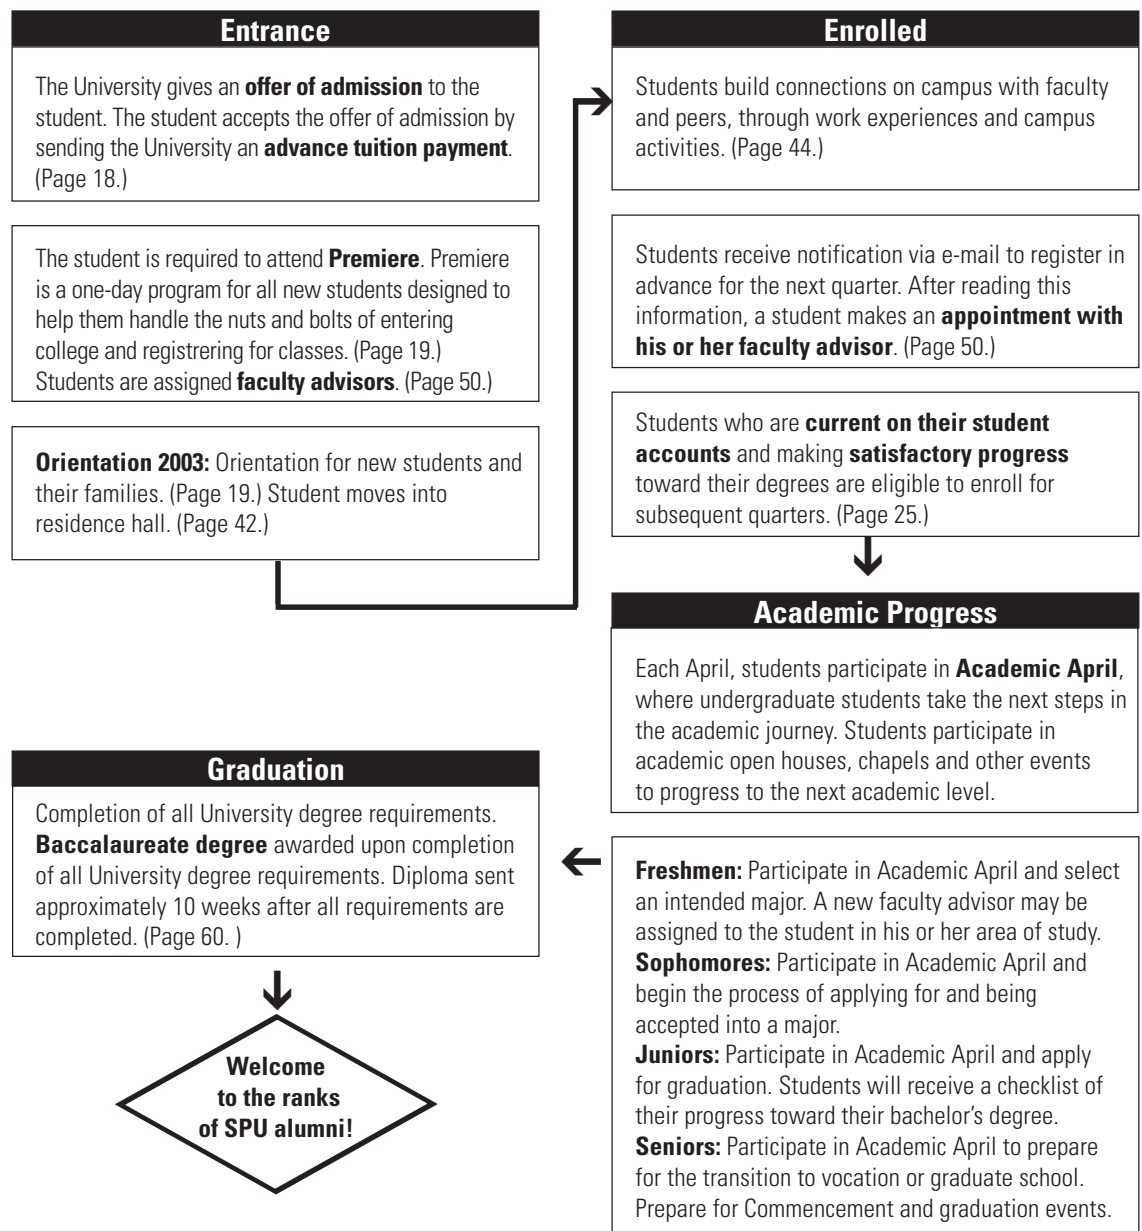 Entrance
The University gives an offer of admission to the
student. The student accepts the offer of admission by
sending the University an advance tuition payment.
(Page 18.)
The student is required to attend Premiere. Premiere
is a one-day program for all new students designed to
help them handle the nuts and bolts of entering
college and registrering for classes. (Page 19.)
Students are assigned faculty advisors. (Page 50.)
Orientation 2003: Orientation for new students and
their families. (Page 19.) Student moves into
residence hall. (Page 42.)
Enrolled
Students build connections on campus with faculty
and peers, through work experiences and campus
activities. (Page 44.)
Students receive notification via e-mail to register in
advance for the next quarter. After reading this
information, a student makes an appointment with
his or her faculty advisor. (Page 50.)
Students who are current on their student
accounts and making satisfactory progress
toward their degrees are eligible to enroll for
subsequent quarters. (Page 25.)
Academic Progress
Each April, students participate in Academic April,
where undergraduate students take the next steps in
the academic journey. Students participate in
academic open houses, chapels and other events
to progress to the next academic level.
Freshmen: Participate in Academic April and select
an intended major. A new faculty advisor may be
assigned to the student in his or her area of study.
Sophomores: Participate in Academic April and
begin the process of applying for and being
accepted into a major.
Juniors: Participate in Academic April and apply
for graduation. Students will receive a checklist of
their progress toward their bachelor's degree.
Seniors: Participate in Academic April to prepare
for the transition to vocation or graduate school.
Prepare for Commencement and graduation events.
Graduation
Completion of all University degree requirements.
Baccalaureate degree awarded upon completion
of all University degree requirements. Diploma sent
approximately 10 weeks after all requirements are
completed. (Page 60. )
Welcome
to the ranks
of SPU alumni!